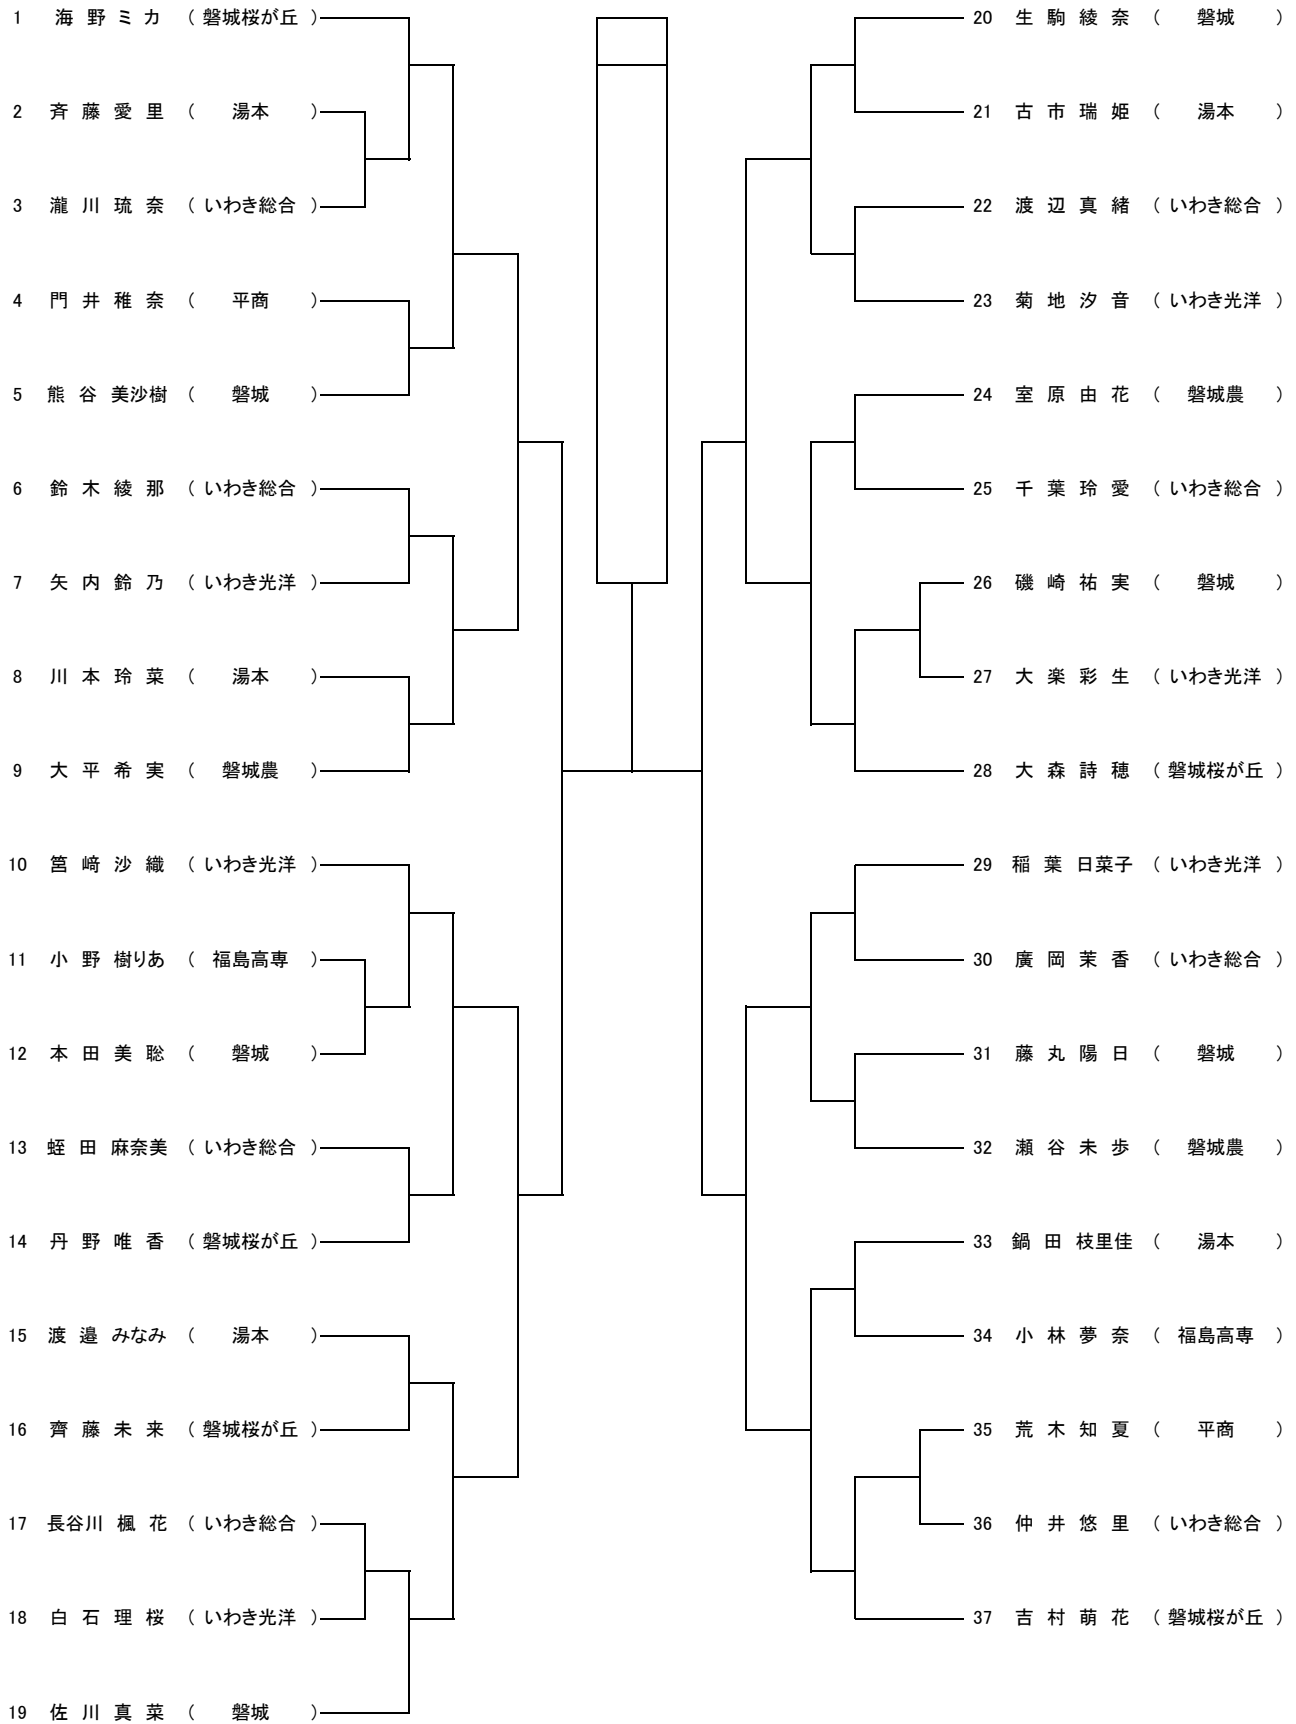 1 海野ミカ（磐城桜が丘）
2 斉藤愛里（湯本）
3 瀧川琉奈（いわき総合）
4 門井稚奈（平商）
5 熊谷美沙樹（磐城）
6 鈴木綾那（いわき総合）
7 矢内鈴乃（いわき光洋）
8 川本玲菜（湯本）
9 大平希実（磐城農）
10 筥﨑沙織（いわき光洋）
11 小野樹りあ（福島高専）
12 本田美聡（磐城）
13 蛭田麻奈美（いわき総合）
14 丹野唯香（磐城桜が丘）
15 渡邉みなみ（湯本）
16 齊藤未来（磐城桜が丘）
17 長谷川楓花（いわき総合）
18 白石理桜（いわき光洋）
19 佐川真菜（磐城）
20 生駒綾奈（磐城）
21 古市瑞姫（湯本）
22 渡辺真緒（いわき総合）
23 菊地汐音（いわき光洋）
24 室原由花（磐城農）
25 千葉玲愛（いわき総合）
26 磯崎祐実（磐城）
27 大楽彩生（いわき光洋）
28 大森詩穂（磐城桜が丘）
29 稲葉日菜子（いわき光洋）
30 廣岡茉香（いわき総合）
31 藤丸陽日（磐城）
32 瀬谷未歩（磐城農）
33 鍋田枝里佳（湯本）
34 小林夢奈（福島高専）
35 荒木知夏（平商）
36 仲井悠里（いわき総合）
37 吉村萌花（磐城桜が丘）